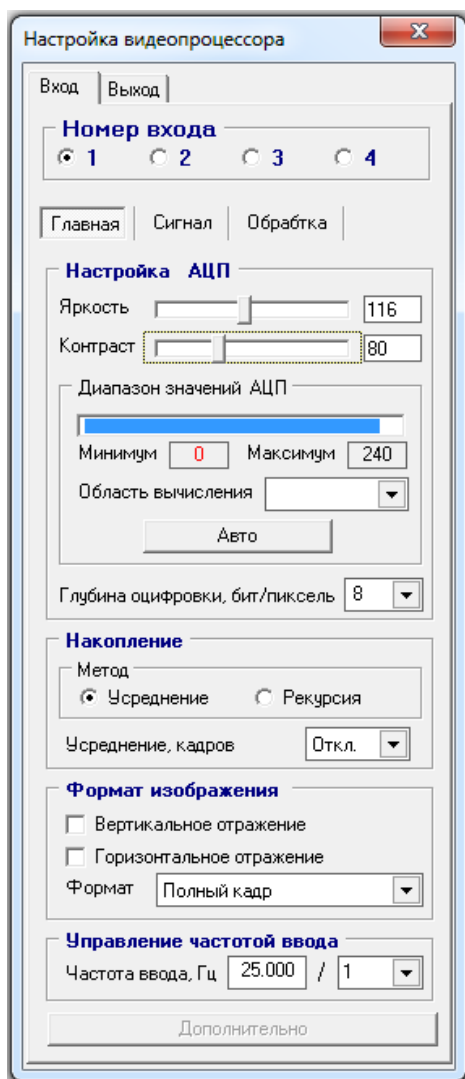 Настройка видеопроцессора
Вход Выход
Номер входа
1 2 3 4
Главная Сигнал Обрабтка
Настройка АЦП
Яркость 116
Контраст 80
Диапазон значений АЦП
Минимум 0 Максимум 240
Область вычисления
Авто
Глубина оцифровки, бит/пиксель 8
Накопление
Метод
Усреднение Рекурсия
Усреднение, кадров Откл.
Формат изображения
Вертикальное отражение
Горизонтальное отражение
Формат Полный кадр
Управление частотой ввода
Частота ввода, Гц 25.000 / 1
Дополнительно